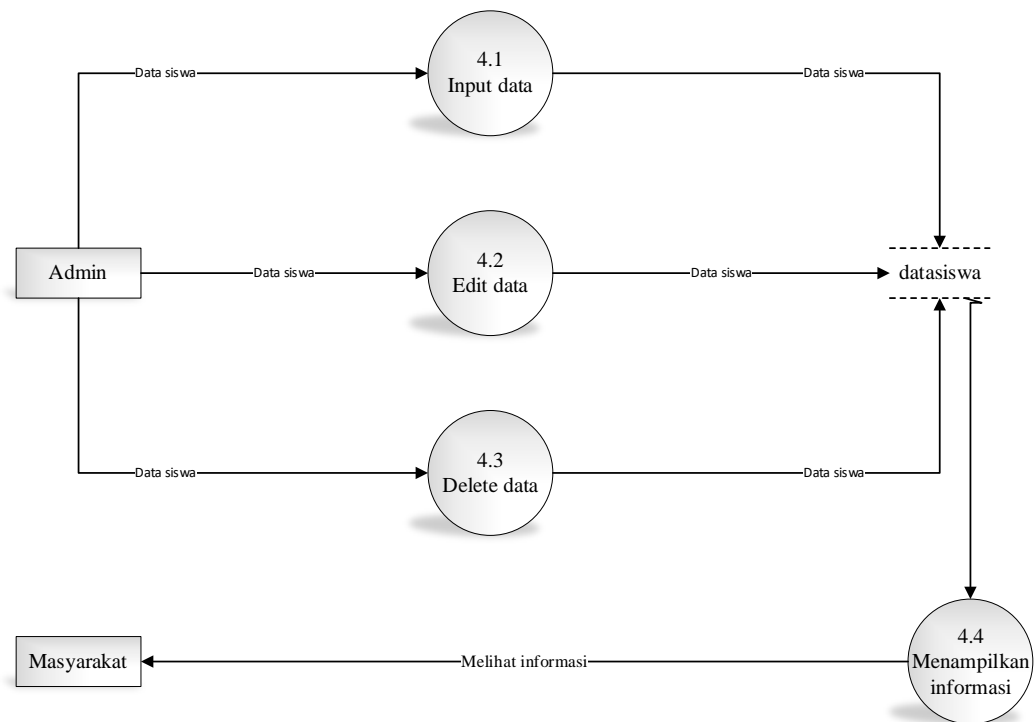 4.1
Input data
Data siswa
Data siswa
Admin
Data siswa
4.2
Edit data
Data siswa
datasiswa
Data siswa
4.3
Delete data
Data siswa
Masyarakat
Melihat informasi
4.4
Menampilkan
informasi